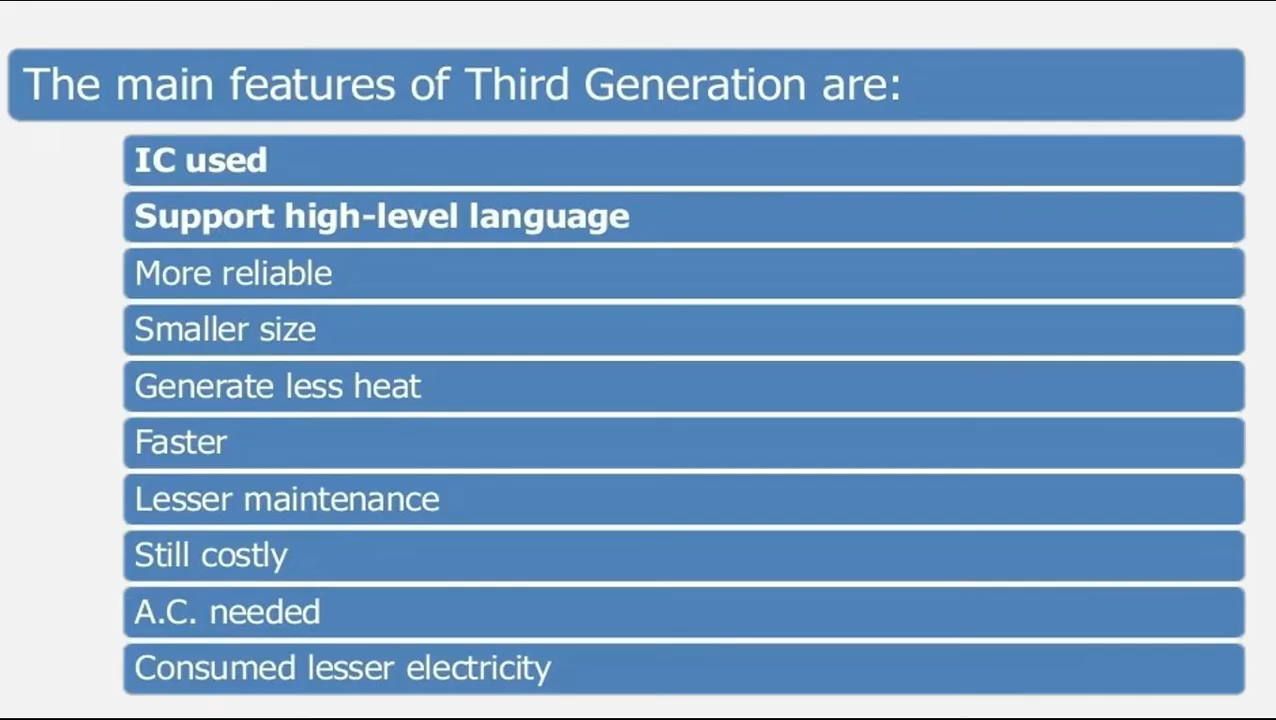 The main features of Third Generation are:
IC used
Support high-level language
More reliable
Smaller size
Generate less heat
Faster
Lesser maintenance
Still costly
A.C. needed
Consumed lesser electricity